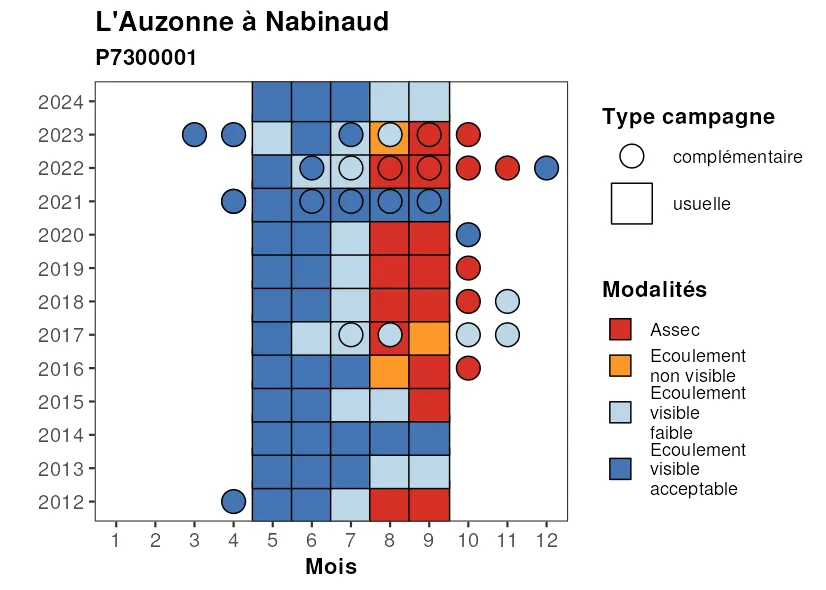 L'Auzonne à Nabinaud
P7300001
2024
2023
2022
2021
2020
2019
2018
2017
2016
2015
2014
2013
2012
1 2 3 4 5 6 7 8 9 10 11 12
Mois
Type campagne
complémentaire
usuelle
Modalités
Assec
Ecoulement
non visible
Ecoulement
visible
faible
Ecoulement
visible
acceptable